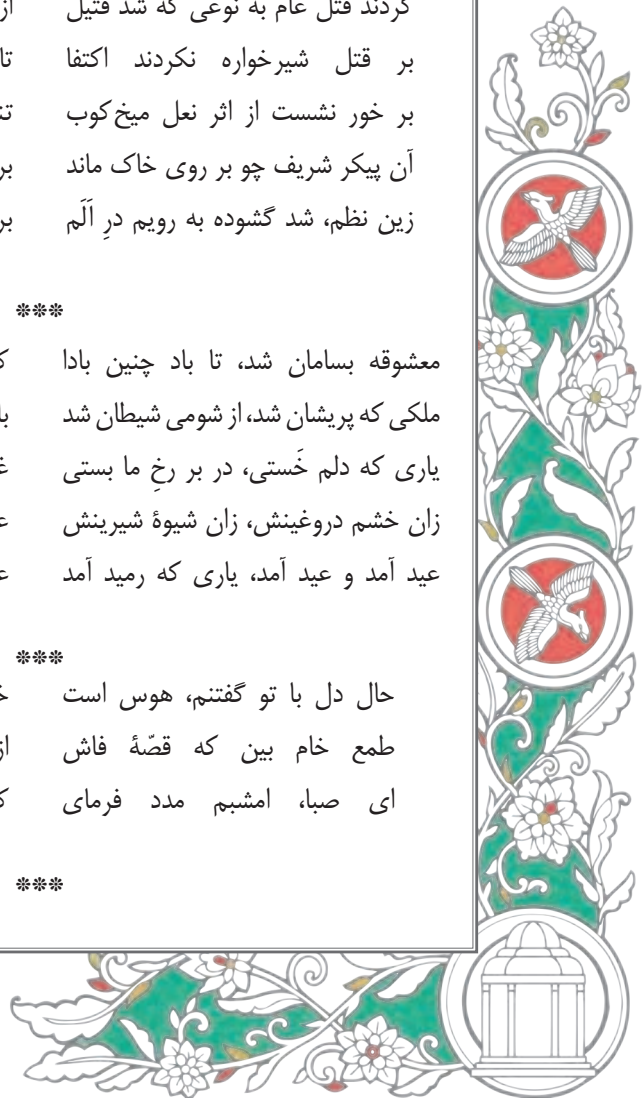 کردند قتل عام به نوعی که شد قتیل
بر قتل شیرخواره نکردند اکتفا
بر خور نشست از اثر نعل میخ‌کوب
آن پیکر شریف چو بر روی خاک ماند
زین نظم، شد گشوده به رویم درِ اَلَم
***
معشوقه بسامان شد، تا باد چنین بادا
ملکی که پریشان شد، از شومی شیطان شد
یاری که دلم خَستی، در بر رخِ ما بستی
زان خشم دروغینش، زان شیوهٔ شیرینش
عید آمد و عید آمد، یاری که رمید آمد
***
حال دل با تو گفتنم، هوس است
طمع خام بین که قصّهٔ فاش
ای صبا، امشبم مدد فرمای
***